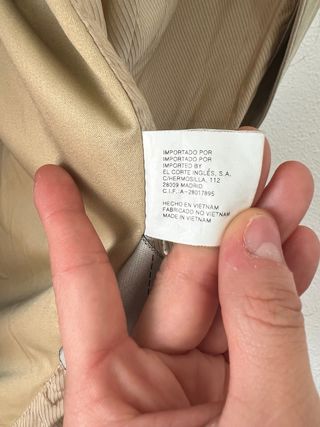 IMPORTADO POR
IMPORTADO POR
IMPORTED BY
EL CORTE INGLÉS, S.A.
C/HERMOSILLA, 112
28009 MADRID
C.I.F. A-28017895
HECHO EN VIETNAM
FABRICADO NO VIETNAM
MADE IN VIETNAM